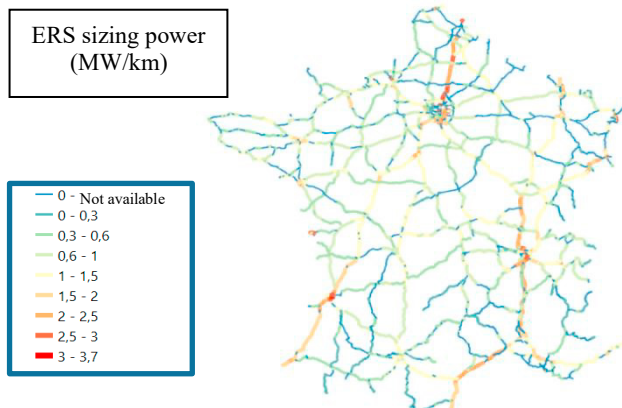 ERS sizing power
(MW/km)
0 - Not available
0 - 0,3
0,3 - 0,6
0,6 - 1
1 - 1,5
1,5 - 2
2 - 2,5
2,5 - 3
3 - 3,7